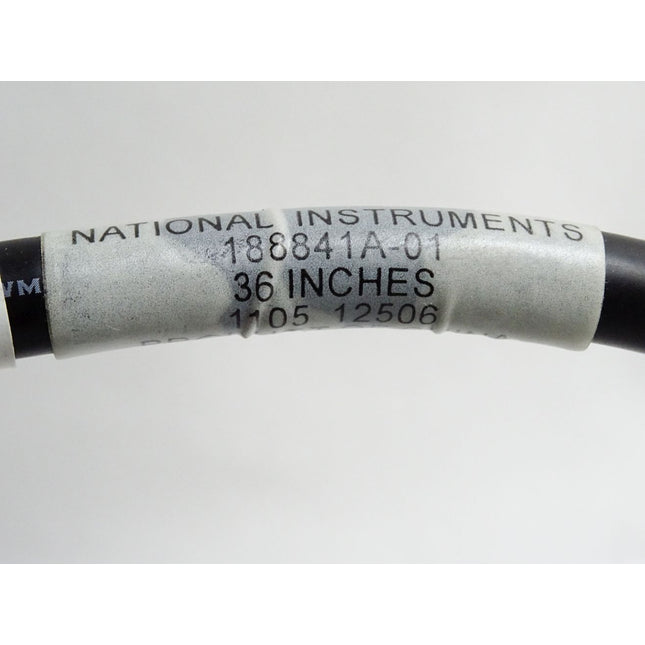 NATIONAL INSTRUMENTS
188841A-01
36 INCHES
1105 12506